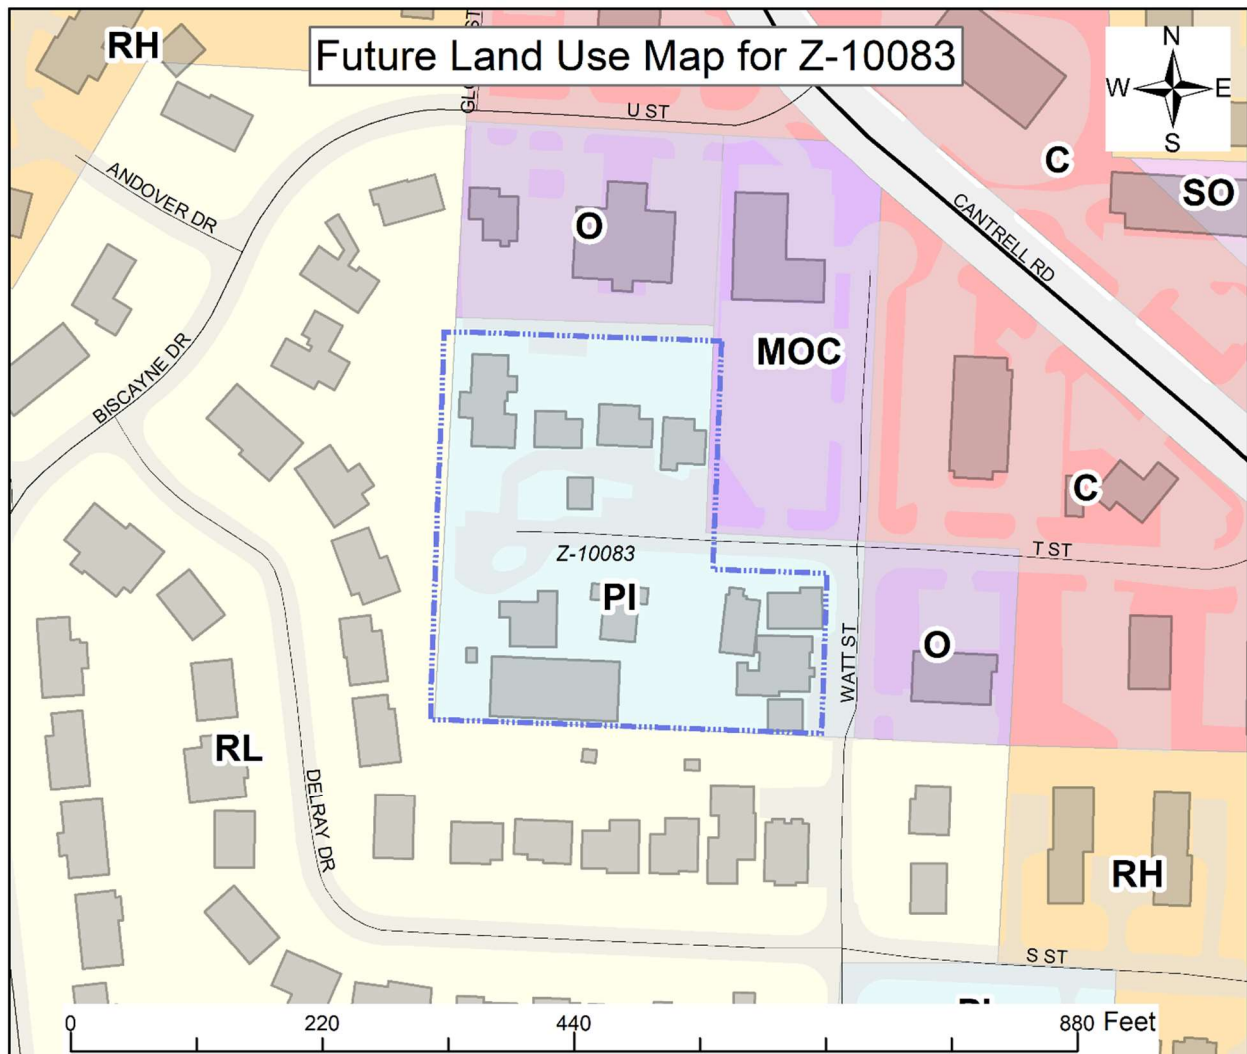 Future Land Use Map for Z-10083
RH
N
W E
S
U ST
C
SO
ANDOVER DR
O
CANTRELL RD
MOC
BISCAYNE DR
C
Z-10083
T ST
PI
O
WATT ST
RL
DELRAY DR
RH
S ST
0 220 440 880 Feet